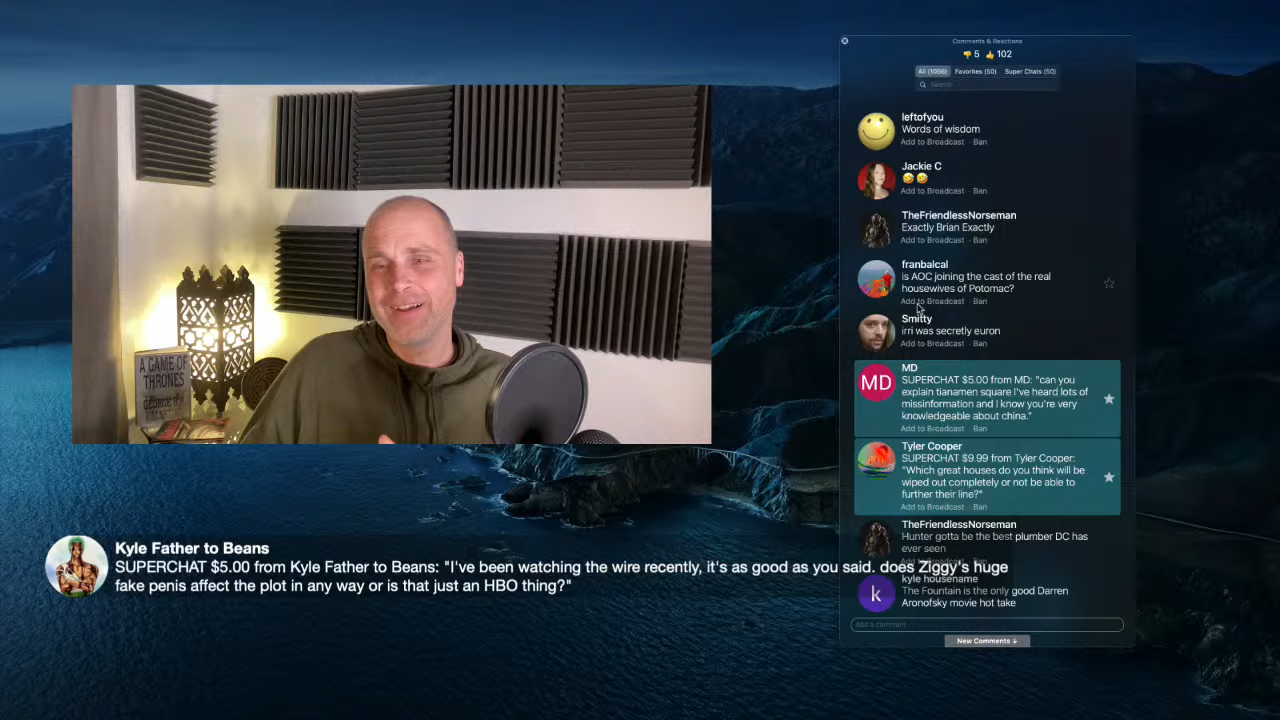 Comments & Reactions
👎 5 👍 102
All (1056) Favorites (50) Super Chats (50)
Search
leftofyou
Words of wisdom
Add to Broadcast · Ban
Jackie C
🤣🤣
Add to Broadcast · Ban
TheFriendlessNorseman
Exactly Brian Exactly
Add to Broadcast · Ban
franbalcal
is AOC joining the cast of the real
housewives of Potomac?
Add to Broadcast · Ban
Smitty
irri was secretly euron
Add to Broadcast · Ban
MD
MD
SUPERCHAT $5.00 from MD: "can you
explain tianamen square I've heard lots of
missinformation and I know you're very
knowledgeable about china."
Add to Broadcast · Ban
Tyler Cooper
SUPERCHAT $9.99 from Tyler Cooper:
"Which great houses do you think will be
wiped out completely or not be able to
further their line?"
Add to Broadcast · Ban
TheFriendlessNorseman
Hunter gotta be the best plumber DC has
ever seen
Add to Broadcast · Ban
kyle housename
k
The Fountain is the only good Darren
Aronofsky movie hot take
Add a comment
New Comments ↓
A GAME OF
THRONES
GEORGE R.R.
Kyle Father to Beans
SUPERCHAT $5.00 from Kyle Father to Beans: "I've been watching the wire recently, it's as good as you said. does Ziggy's huge
fake penis affect the plot in any way or is that just an HBO thing?"